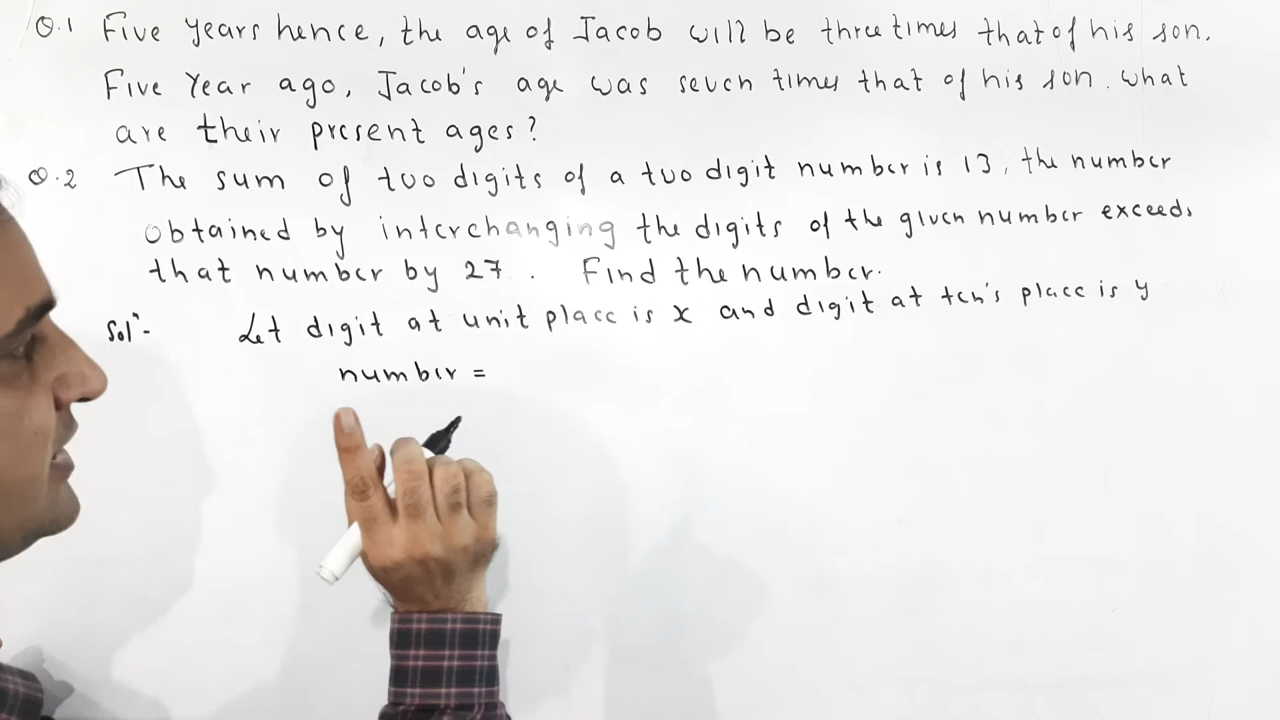 Q.1 Five years hence, the age of Jacob will be three times that of his son.
Five Year ago, Jacob's age was seven times that of his son. what
are their present ages?
Q.2 The sum of two digits of a two digit number is 13, the number
obtained by interchanging the digits of the given number exceeds
that number by 27. Find the number.
Solⁿ- Let digit at unit place is x and digit at ten's place is y
number =